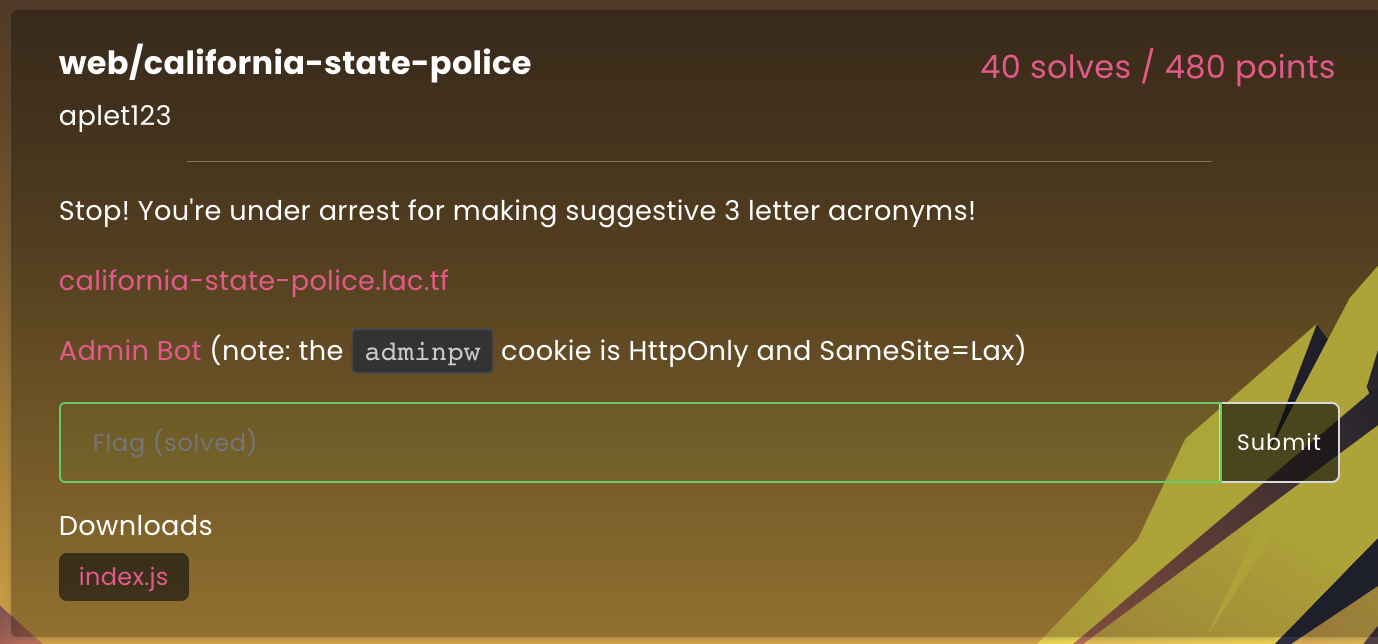 web/california-state-police
40 solves / 480 points
aplet123
Stop! You're under arrest for making suggestive 3 letter acronyms!
california-state-police.lac.tf
Admin Bot (note: the adminpw cookie is HttpOnly and SameSite=Lax)
Flag (solved)
Submit
Downloads
index.js